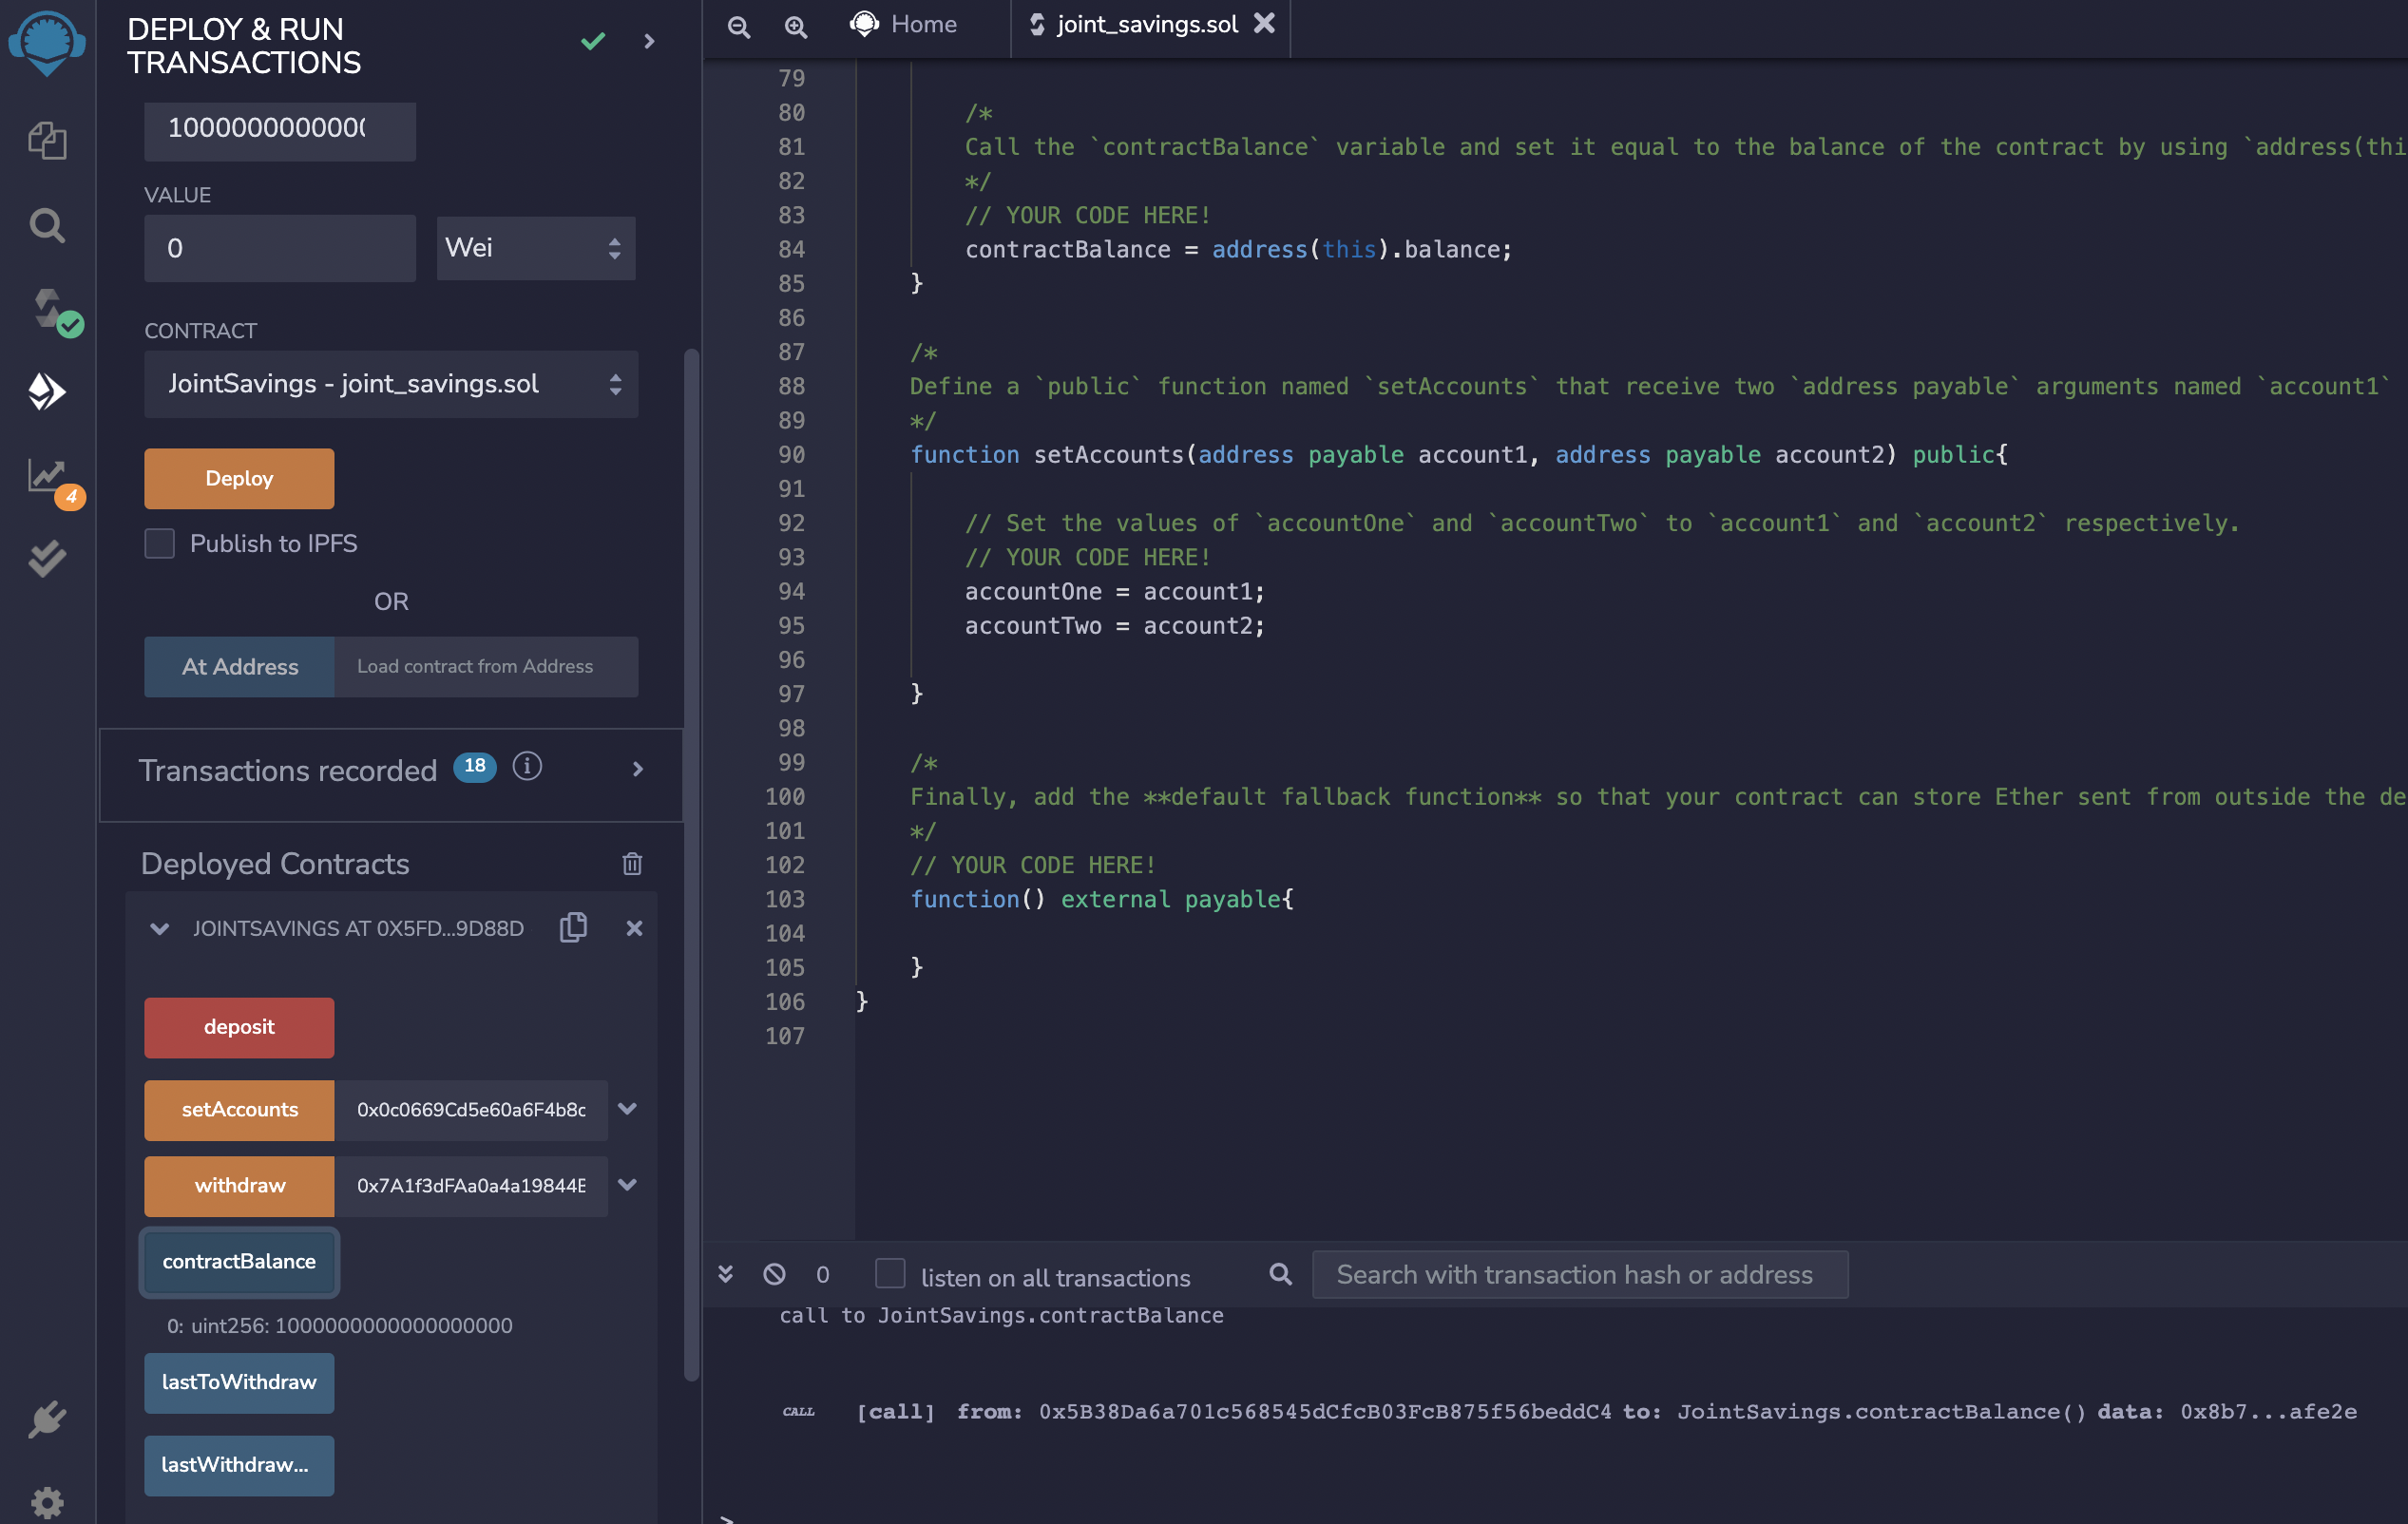 DEPLOY & RUN
TRANSACTIONS
100000000000
VALUE
0
Wei
CONTRACT
JointSavings - joint_savings.sol
Deploy
Publish to IPFS
OR
At Address
Load contract from Address
Transactions recorded 18 i
Deployed Contracts
JOINTSAVINGS AT 0X5FD...9D88D
deposit
setAccounts
0x0c0669Cd5e60a6F4b8c
withdraw
0x7A1f3dFAa0a4a19844E
contractBalance
0: uint256: 1000000000000000000
lastToWithdraw
lastWithdraw...
4
Home
joint_savings.sol
79
80 /*
81 Call the `contractBalance` variable and set it equal to the balance of the contract by using `address(thi
82 */
83 // YOUR CODE HERE!
84 contractBalance = address(this).balance;
85 }
86
87 /*
88 Define a `public` function named `setAccounts` that receive two `address payable` arguments named `account1`
89 */
90 function setAccounts(address payable account1, address payable account2) public{
91
92 // Set the values of `accountOne` and `accountTwo` to `account1` and `account2` respectively.
93 // YOUR CODE HERE!
94 accountOne = account1;
95 accountTwo = account2;
96
97 }
98
99 /*
100 Finally, add the **default fallback function** so that your contract can store Ether sent from outside the de
101 */
102 // YOUR CODE HERE!
103 function() external payable{
104
105 }
106 }
107
0
listen on all transactions
Search with transaction hash or address
call to JointSavings.contractBalance
CALL [call] from: 0x5B38Da6a701c568545dCfcB03FcB875f56beddC4 to: JointSavings.contractBalance() data: 0x8b7...afe2e
>